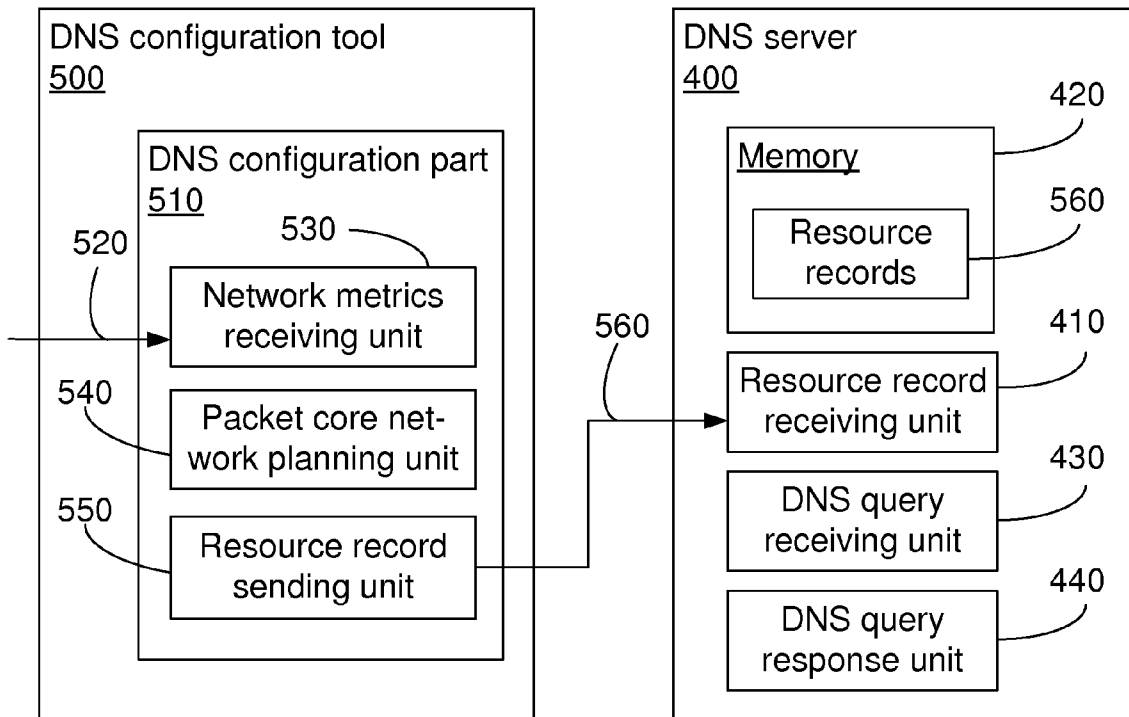 DNS configuration tool
500
DNS configuration part
510
520
530
Network metrics
receiving unit
540
Packet core net-
work planning unit
550
Resource record
sending unit
560
DNS server
400
420
Memory
560
Resource
records
410
Resource record
receiving unit
430
DNS query
receiving unit
440
DNS query
response unit